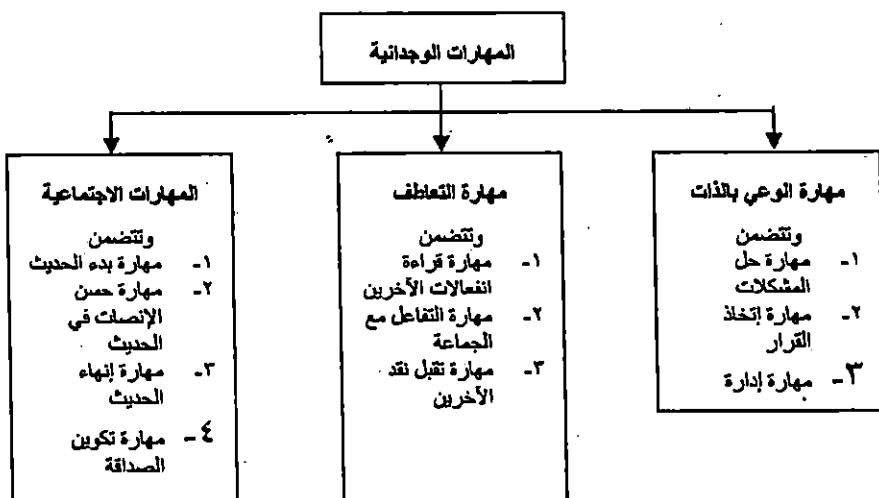 المهارات الوجدانية
مهارة الوعي بالذات
وتتضمن
١- مهارة حل
المشكلات
٢- مهارة إتخاذ
القرار
٣- مهارة إدارة
مهارة التعاطف
وتتضمن
١- مهارة قراءة
انفعالات الآخرين
٢- مهارة التفاعل مع
الجماعة
٣- مهارة تقبل نقد
الآخرين
المهارات الاجتماعية
وتتضمن
١- مهارة بدء الحديث
٢- مهارة حسن
الإنصات في
الحديث
٣- مهارة إنهاء
الحديث
٤- مهارة تكوين
الصداقة